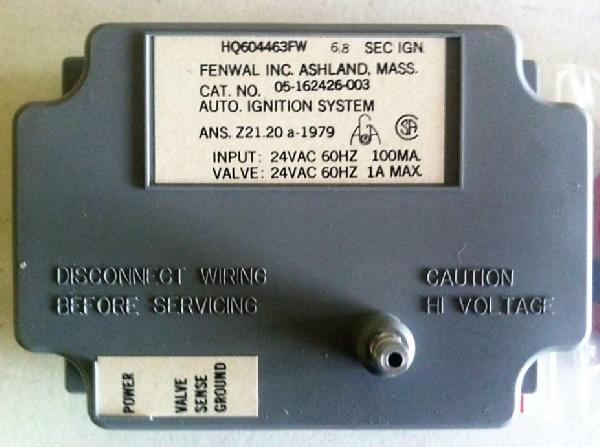 HQ604463FW 6.8 SEC IGN.
FENWAL INC. ASHLAND, MASS.
CAT. NO. 05-162426-003
AUTO. IGNITION SYSTEM
ANS. Z21.20 a-1979 AGA SA
INPUT: 24VAC 60HZ 100MA.
VALVE: 24VAC 60HZ 1A MAX.
DISCONNECT WIRING
BEFORE SERVICING
CAUTION
HI VOLTAGE
POWER
VALVE
SENSE
GROUND